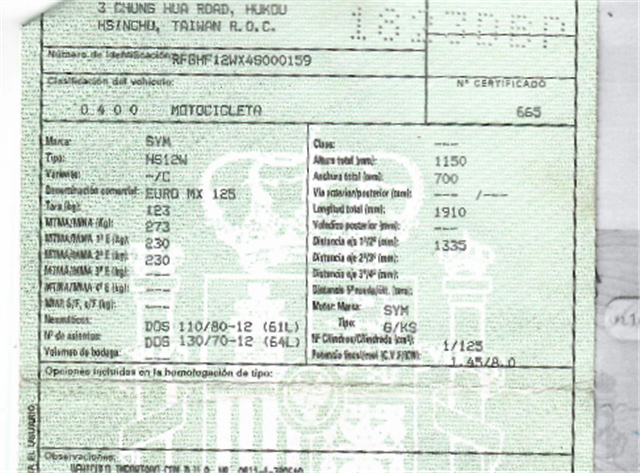 3 CHUNG HUA ROAD, HUKOU
HSINCHU, TAIWAN R.O.C.
Número de identificación RFGHF12WX4S000159
Clasificación del vehículo:
Nº CERTIFICADO
0400 MOTOCICLETA
665
Marca: SYM
Tipo: HS12W
Variante: -/C
Denominación comercial: EURO MX 125
Tara (kg): 123
MTMA/MMA (Kg): 273
MTMA/MMA 1º E (kg): 230
MTMA/MMA 2º E (kg): 230
MTMA/MMA 3º E (kg): ---
MTMA/MMA 4º E (kg): ---
---
Neumáticos: DOS 110/80-12 (61L)
Nº de asientos: DOS 130/70-12 (64L)
Volumen de bodega: ---
Clase: ---
Altura total (mm): 1150
Anchura total (mm): 700
Vía anterior/posterior (mm): --- /---
Longitud total (mm): 1910
Voladizo posterior (mm): ---
Distancia eje 1º/2º (mm): 1335
Distancia eje 2º/3º (mm):
Distancia eje 3º/4º (mm):
Motor: Marca: SYM
Tipo: G/KS
Nº Cilindros/Cilindrada (cm³): 1/125
Potencia fiscal/real (C.V.F/KW): 1.45/8.0
Opciones incluidas en la homologación de tipo:
Observaciones: